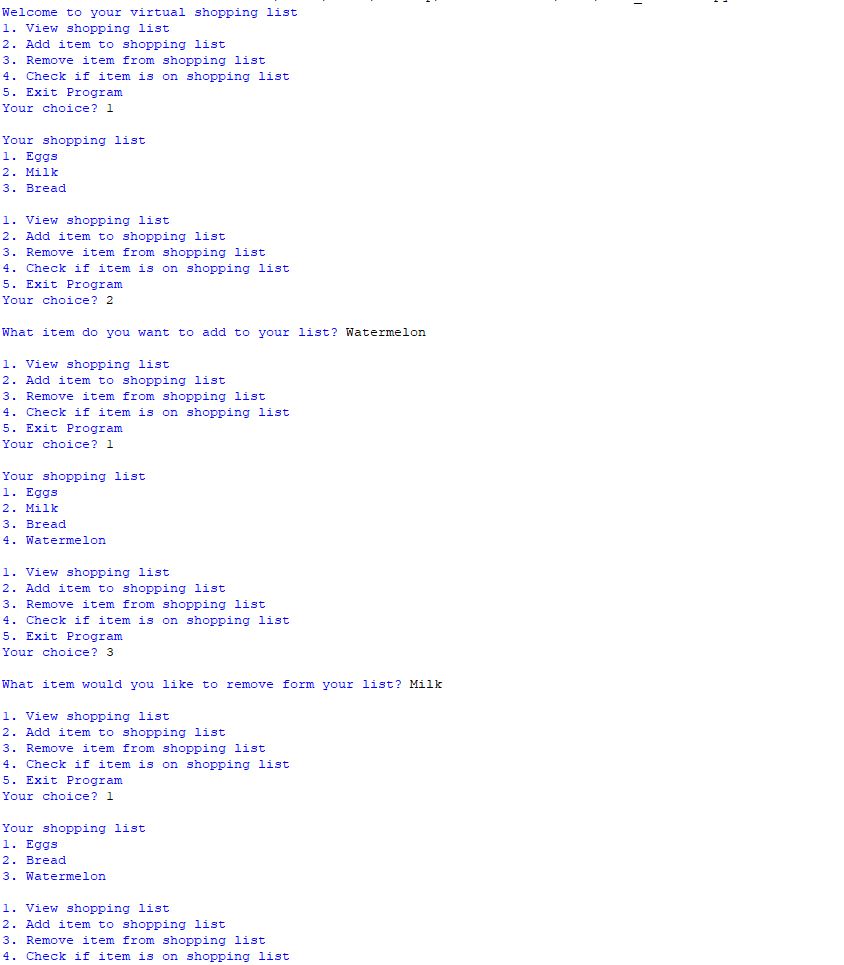 Welcome to your virtual shopping list
1. View shopping list
2. Add item to shopping list
3. Remove item from shopping list
4. Check if item is on shopping list
5. Exit Program
Your choice? 1

Your shopping list
1. Eggs
2. Milk
3. Bread

1. View shopping list
2. Add item to shopping list
3. Remove item from shopping list
4. Check if item is on shopping list
5. Exit Program
Your choice? 2

What item do you want to add to your list? Watermelon

1. View shopping list
2. Add item to shopping list
3. Remove item from shopping list
4. Check if item is on shopping list
5. Exit Program
Your choice? 1

Your shopping list
1. Eggs
2. Milk
3. Bread
4. Watermelon

1. View shopping list
2. Add item to shopping list
3. Remove item from shopping list
4. Check if item is on shopping list
5. Exit Program
Your choice? 3

What item would you like to remove form your list? Milk

1. View shopping list
2. Add item to shopping list
3. Remove item from shopping list
4. Check if item is on shopping list
5. Exit Program
Your choice? 1

Your shopping list
1. Eggs
2. Bread
3. Watermelon

1. View shopping list
2. Add item to shopping list
3. Remove item from shopping list
4. Check if item is on shopping list